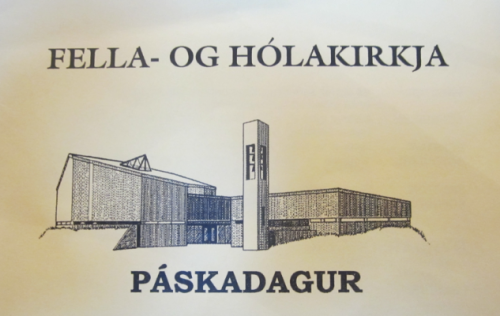 FELLA- OG HÓLAKIRKJA
PÁSKADAGUR